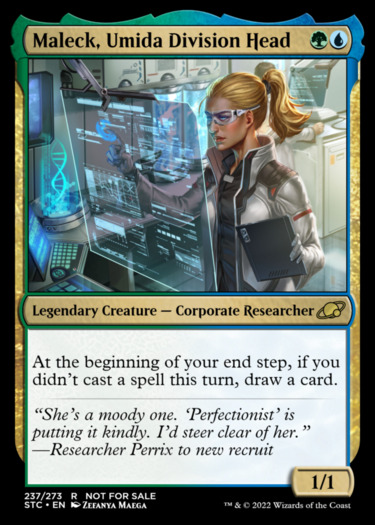 Maleck, Umida Division Head
Legendary Creature — Corporate Researcher
At the beginning of your end step, if you
didn’t cast a spell this turn, draw a card.
“She’s a moody one. ‘Perfectionist’ is
putting it kindly. I’d steer clear of her.”
—Researcher Perrix to new recruit
1/1
237/273 R NOT FOR SALE
STC • EN Zefanya Maega
™ & © 2022 Wizards of the Coast